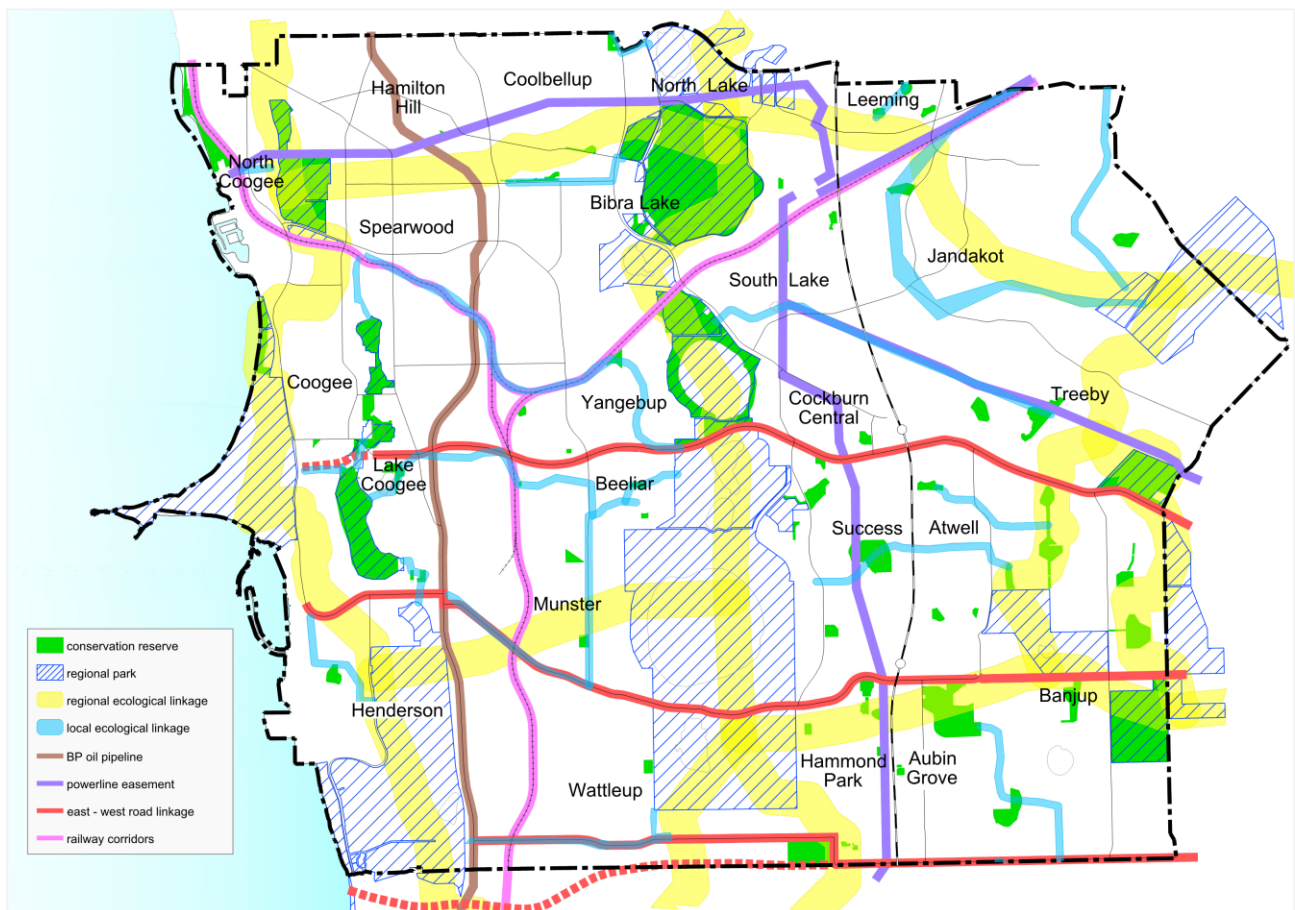 Coolbellup
Hamilton
Hill
North Lake
Leeming
North
Coogee
Bibra Lake
Spearwood
Jandakot
South Lake
Coogee
Yangebup
Cockburn
Central
Treeby
Lake
Coogee
Beeliar
Success
Atwell
Munster
Henderson
Banjup
Hammond
Park
Aubin
Grove
Wattleup
conservation reserve
regional park
regional ecological linkage
local ecological linkage
BP oil pipeline
powerline easement
east - west road linkage
railway corridors